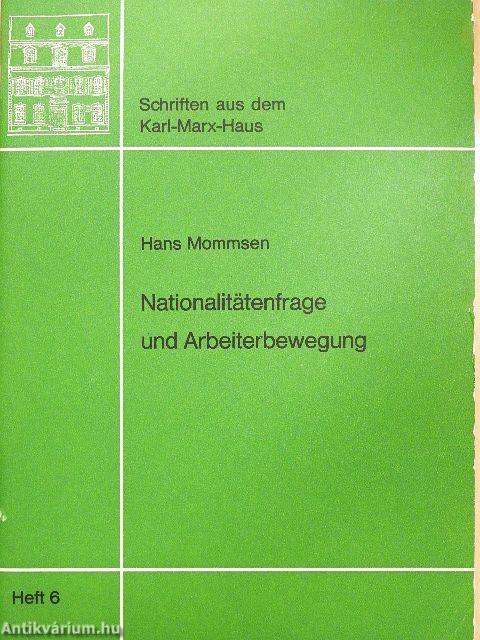 Schriften aus dem
Karl-Marx-Haus
Hans Mommsen
Nationalitätenfrage
und Arbeiterbewegung
Heft 6
Antikvárium.hu